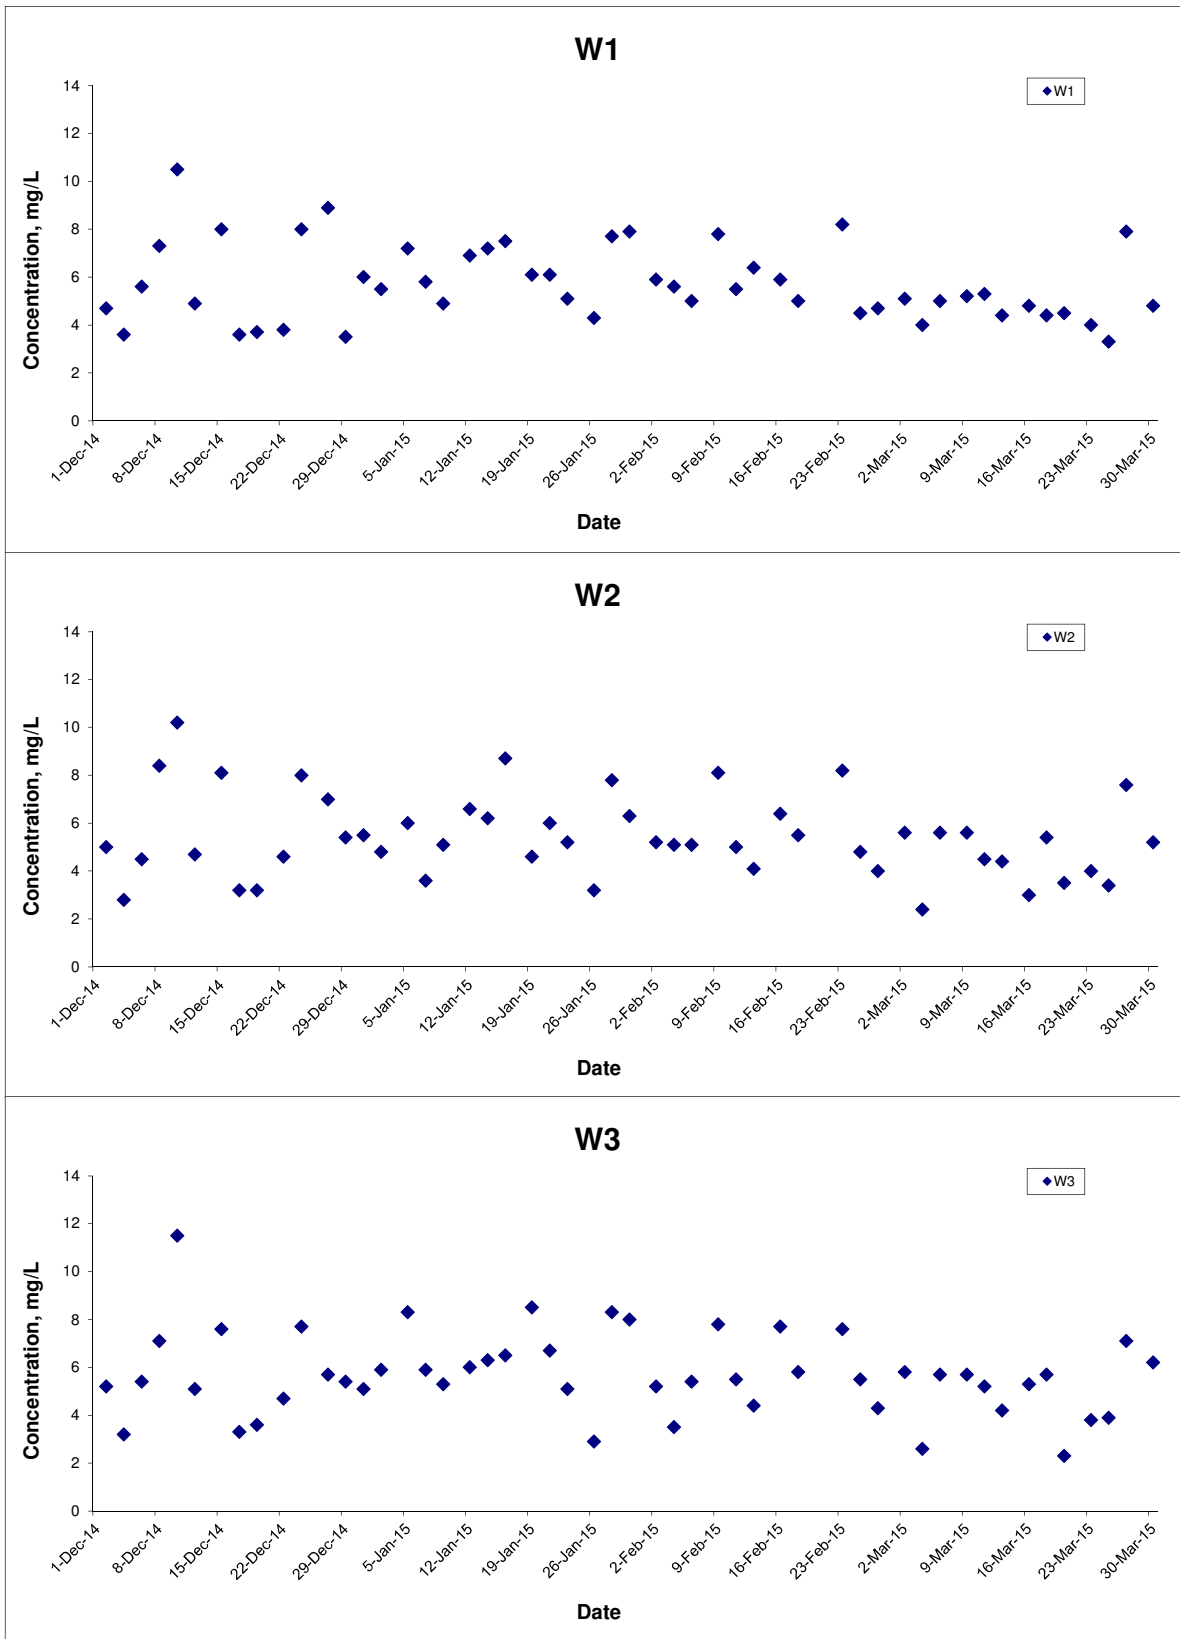 W1
W1
Concentration, mg/L
14
12
10
8
6
4
2
0
1-Dec-14
8-Dec-14
15-Dec-14
22-Dec-14
29-Dec-14
5-Jan-15
12-Jan-15
19-Jan-15
26-Jan-15
2-Feb-15
9-Feb-15
16-Feb-15
23-Feb-15
2-Mar-15
9-Mar-15
16-Mar-15
23-Mar-15
30-Mar-15
Date
W2
W2
Concentration, mg/L
14
12
10
8
6
4
2
0
1-Dec-14
8-Dec-14
15-Dec-14
22-Dec-14
29-Dec-14
5-Jan-15
12-Jan-15
19-Jan-15
26-Jan-15
2-Feb-15
9-Feb-15
16-Feb-15
23-Feb-15
2-Mar-15
9-Mar-15
16-Mar-15
23-Mar-15
30-Mar-15
Date
W3
W3
Concentration, mg/L
14
12
10
8
6
4
2
0
1-Dec-14
8-Dec-14
15-Dec-14
22-Dec-14
29-Dec-14
5-Jan-15
12-Jan-15
19-Jan-15
26-Jan-15
2-Feb-15
9-Feb-15
16-Feb-15
23-Feb-15
2-Mar-15
9-Mar-15
16-Mar-15
23-Mar-15
30-Mar-15
Date